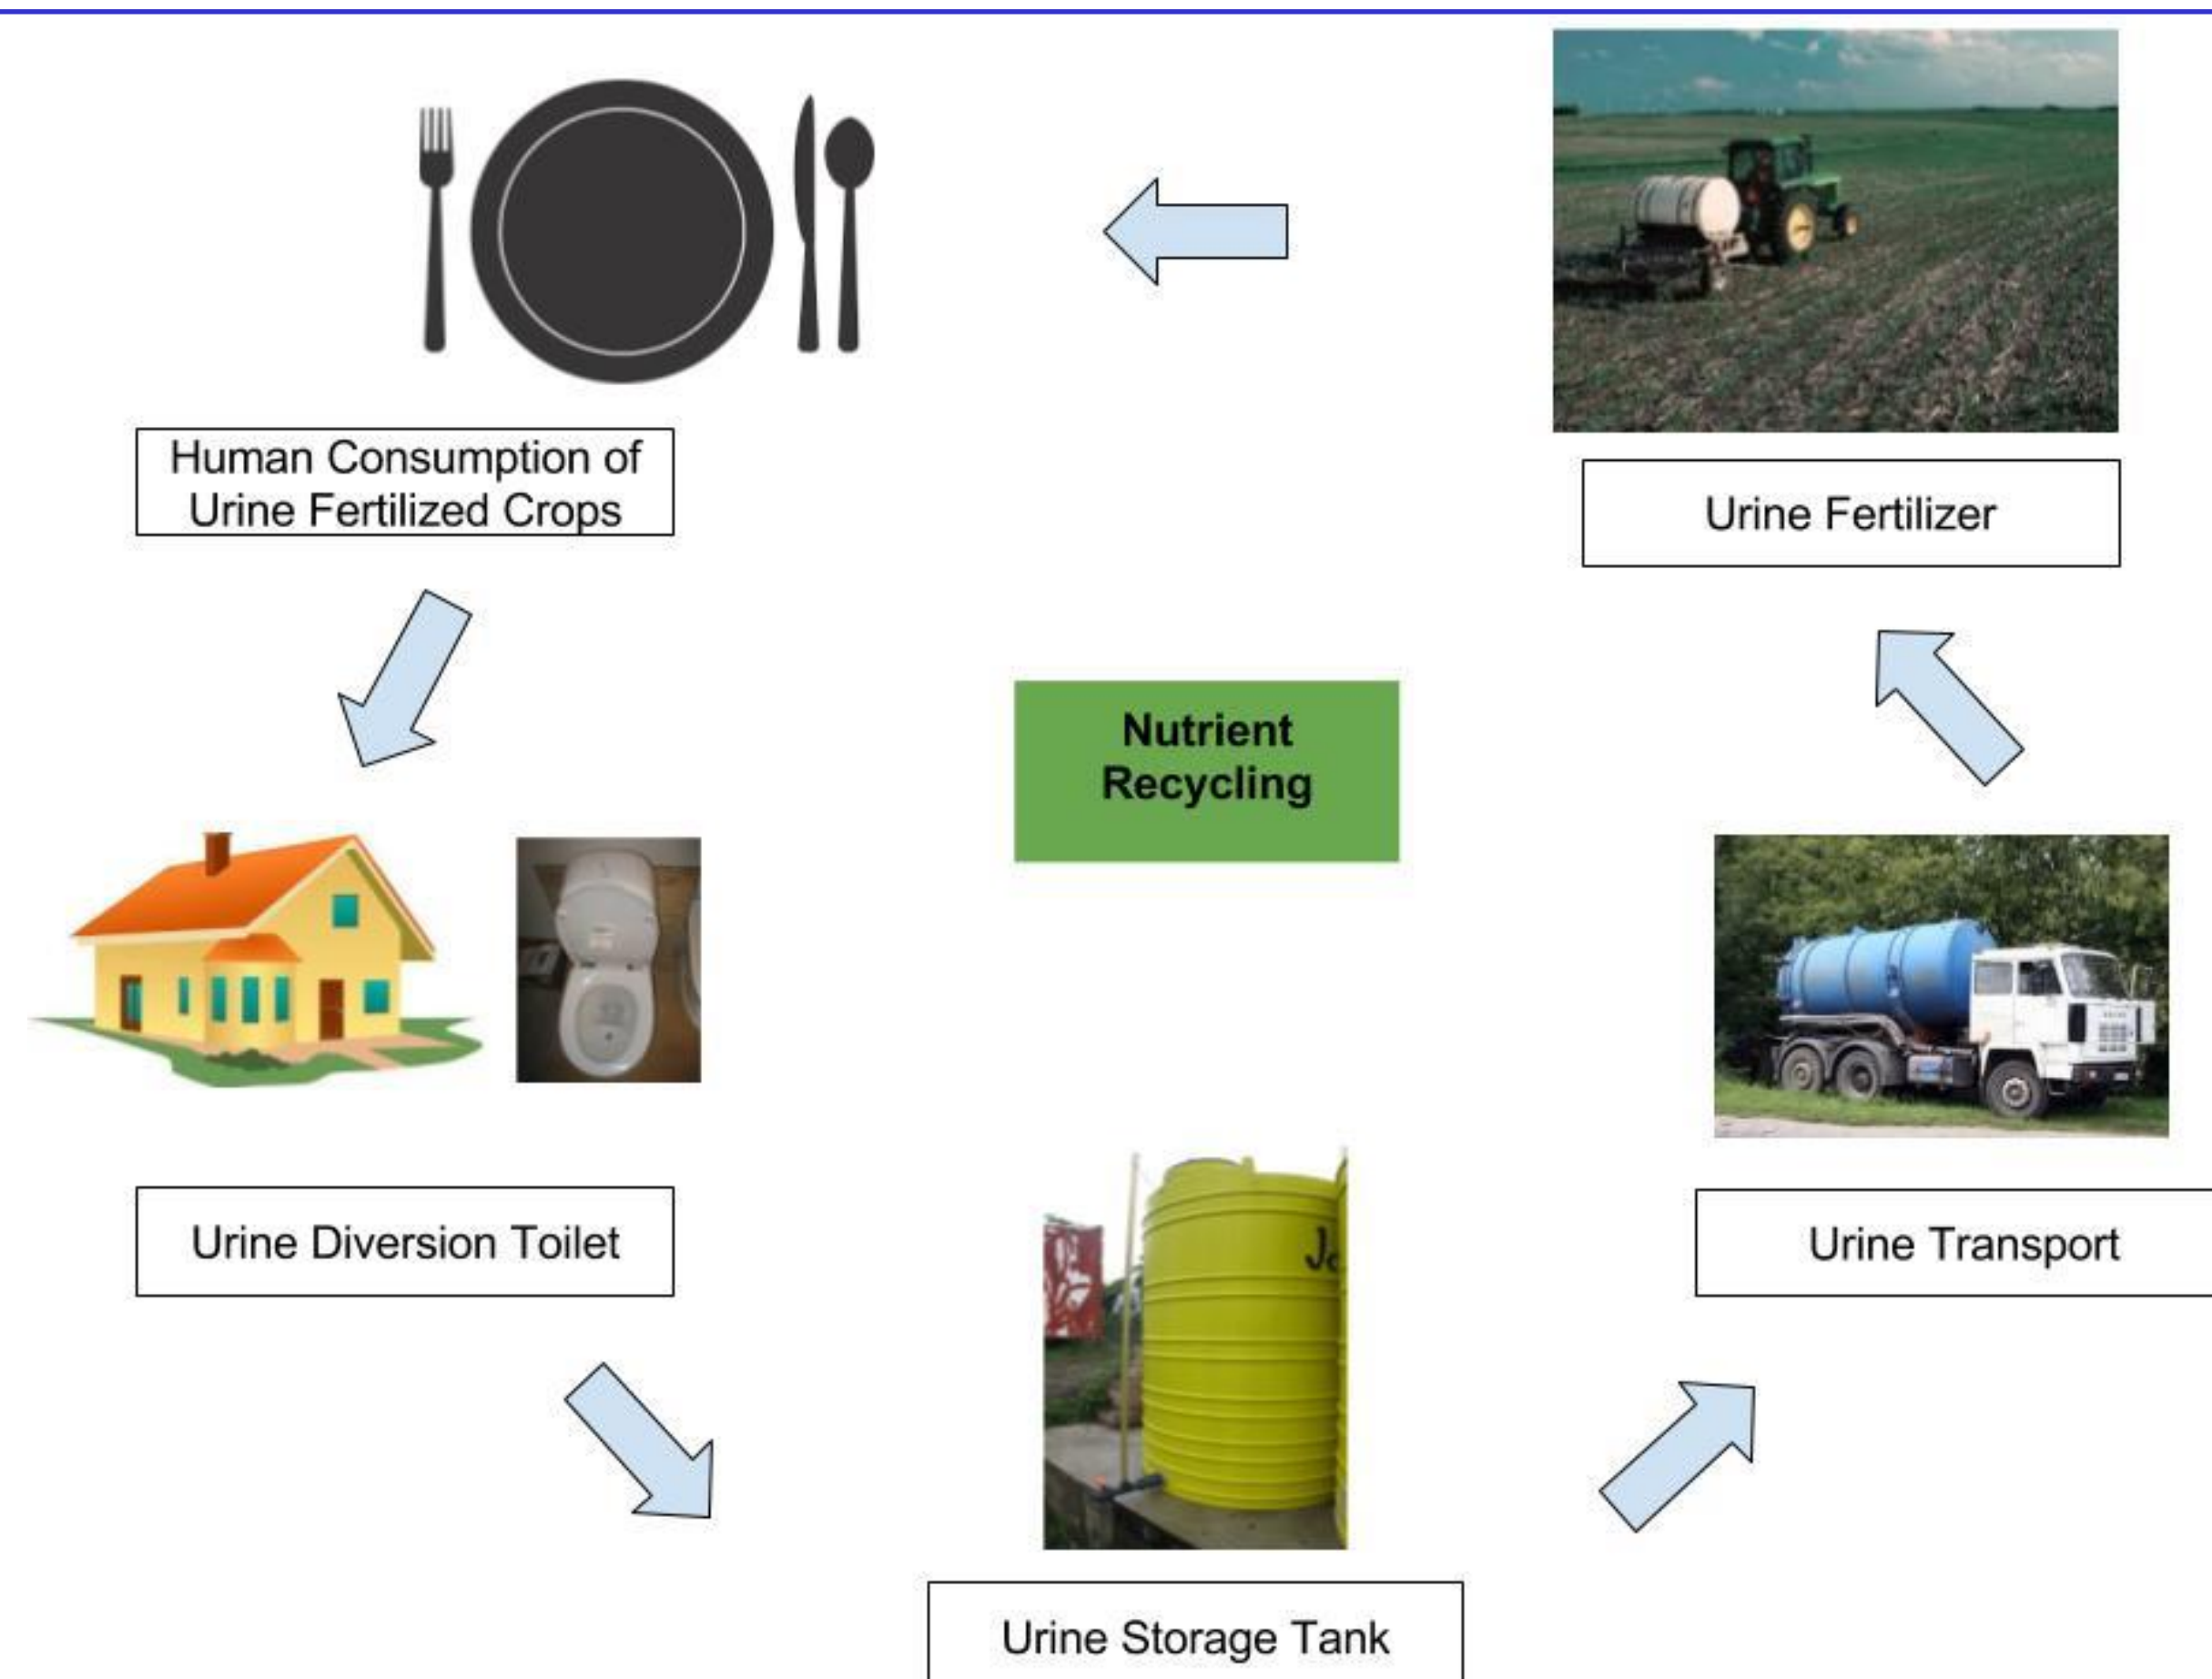 Human Consumption of
Urine Fertilized Crops
Urine Fertilizer
Nutrient
Recycling
Urine Diversion Toilet
Urine Transport
Urine Storage Tank